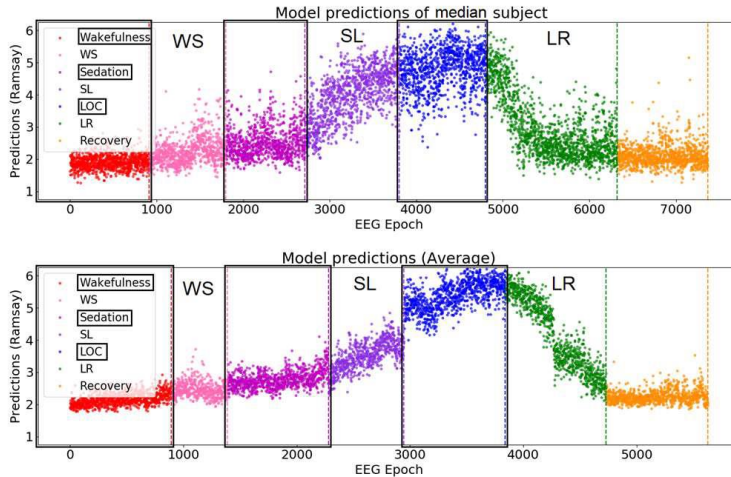 Model predictions of median subject
Predictions (Ramsay)
6
5
4
3
2
1
Wakefulness
WS
Sedation
SL
LOC
LR
Recovery
WS
SL
LR
0
1000
2000
3000
4000
5000
6000
7000
EEG Epoch
Model predictions (Average)
Predictions (Ramsay)
6
5
4
3
2
1
Wakefulness
WS
Sedation
SL
LOC
LR
Recovery
WS
SL
LR
0
1000
2000
3000
4000
5000
EEG Epoch